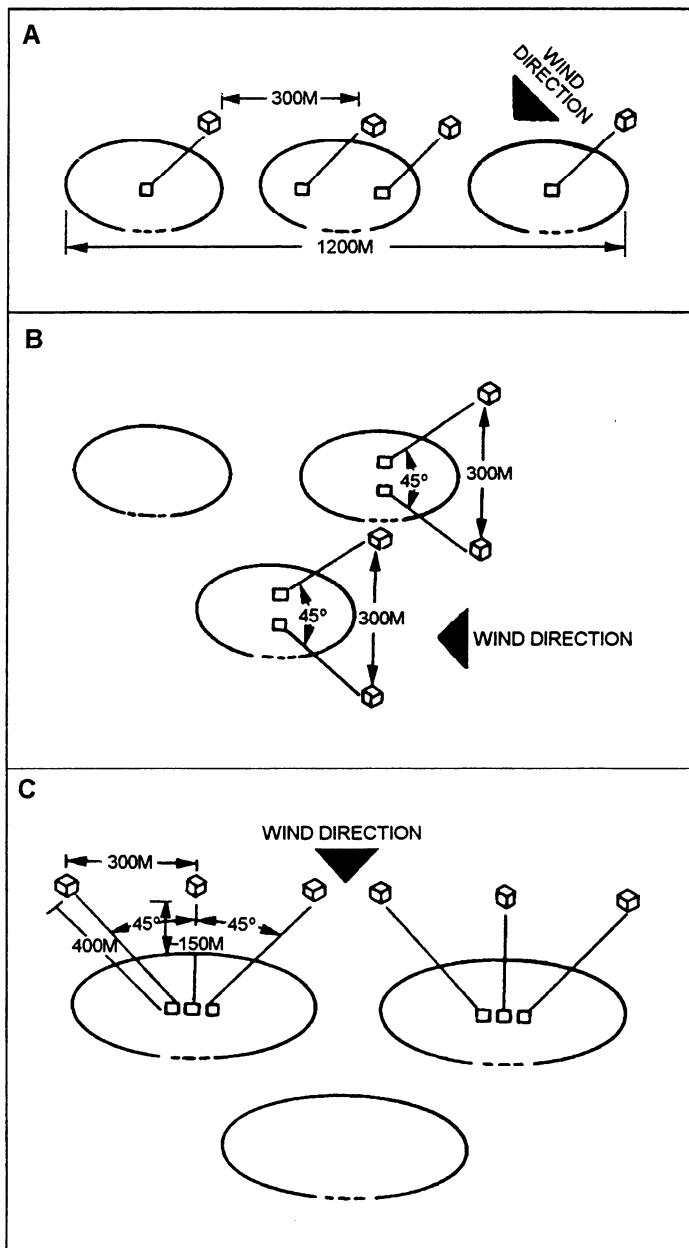 A
WIND
DIRECTION
300M
1200M
B
45°
300M
45°
300M
WIND DIRECTION
C
WIND DIRECTION
300M
45°
45°
400M
150M